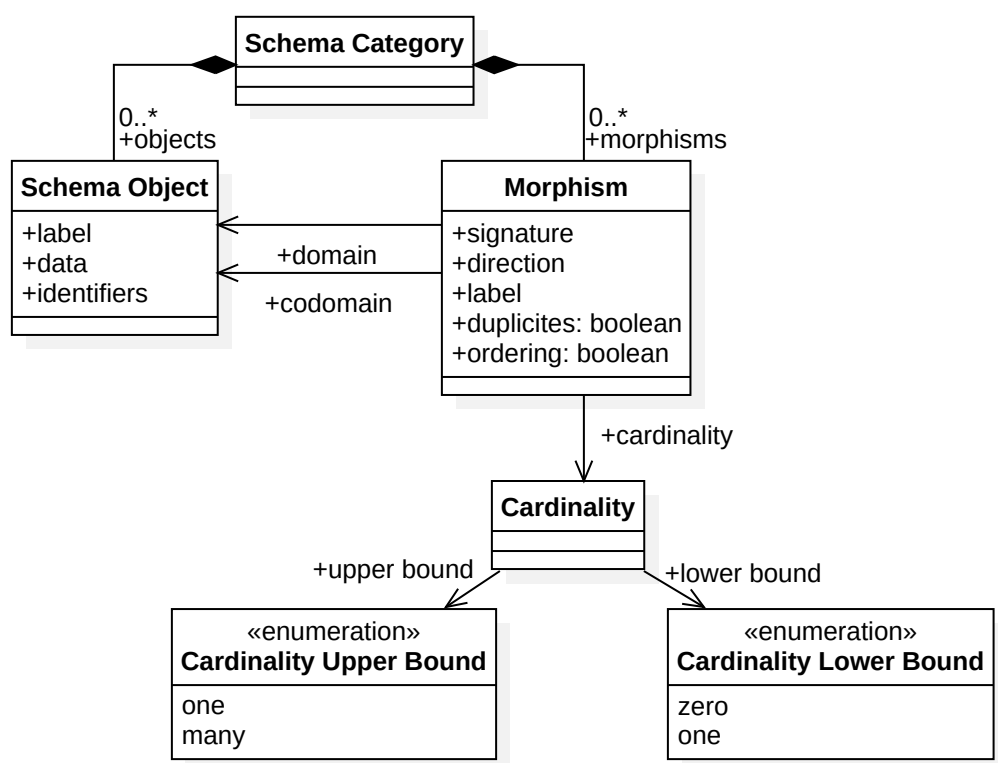 Schema Category
0..*
+objects
0..*
+morphisms
Schema Object
+label
+data
+identifiers
+domain
+codomain
Morphism
+signature
+direction
+label
+duplicites: boolean
+ordering: boolean
+cardinality
Cardinality
+upper bound
+lower bound
«enumeration»
Cardinality Upper Bound
one
many
«enumeration»
Cardinality Lower Bound
zero
one